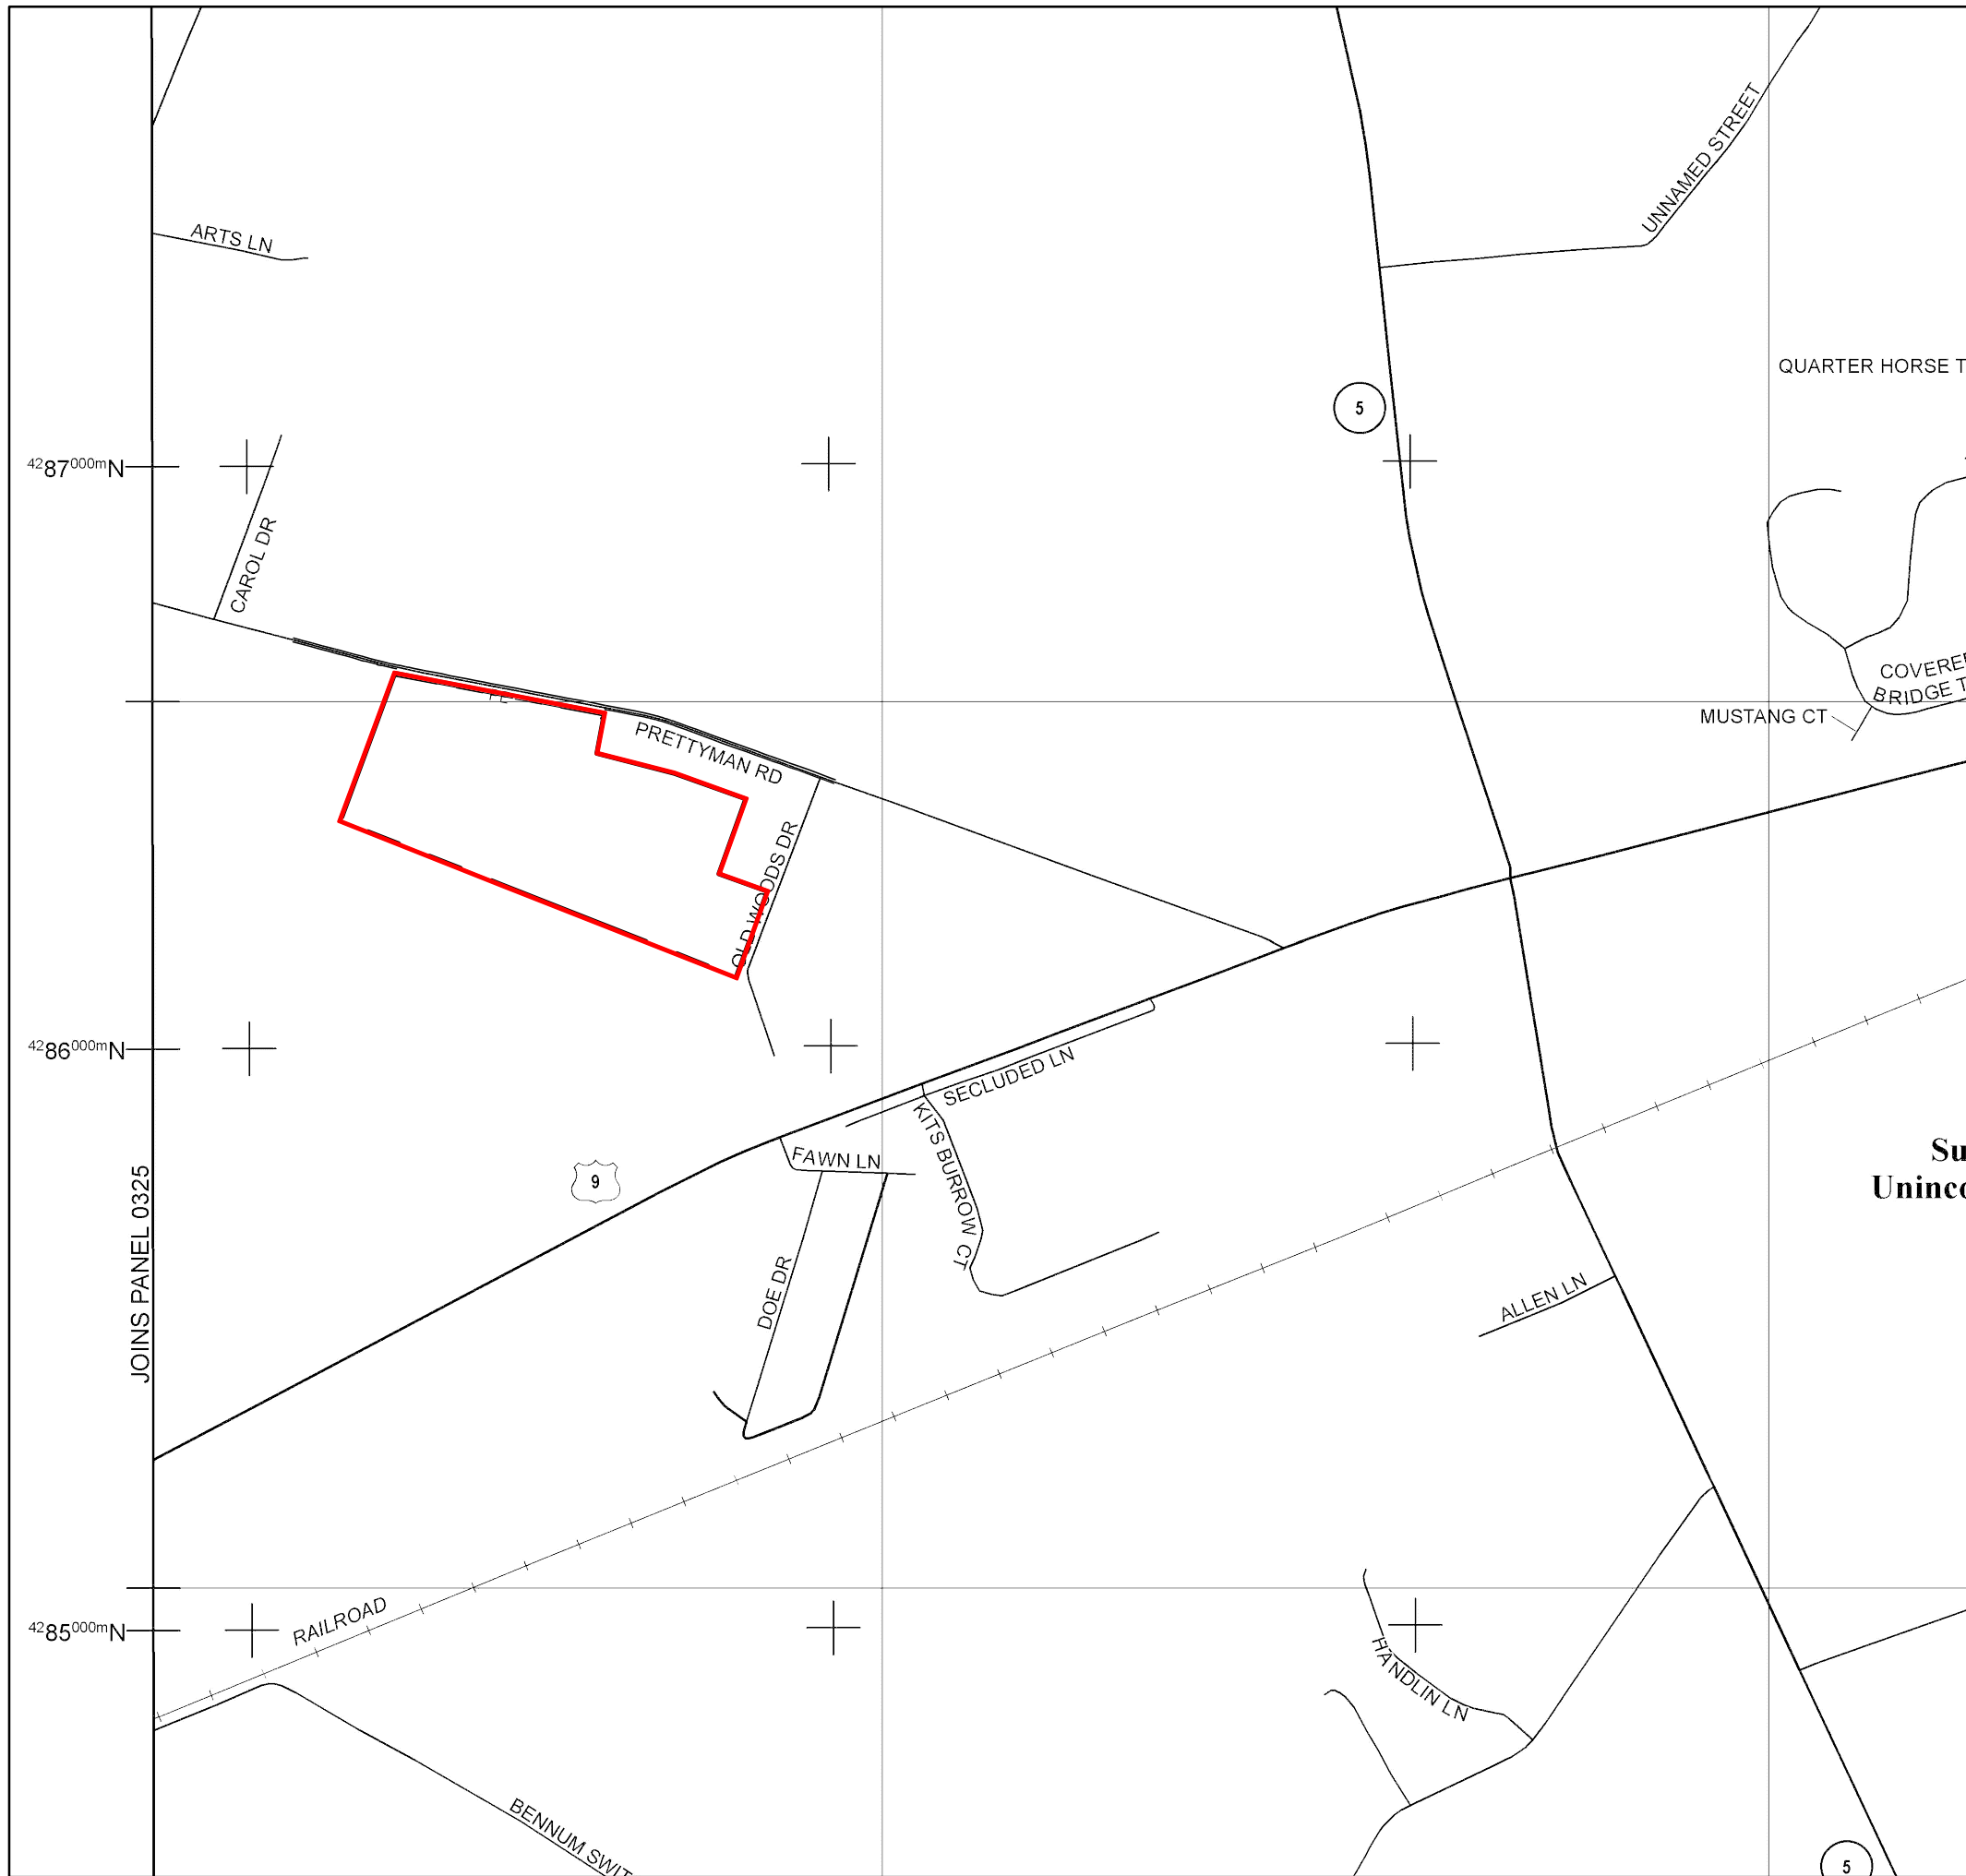 UNNAMED STREET
ARTS LN
QUARTER HORSE T
5
4287000mN
CAROL DR
COVERE
BRIDGE T
MUSTANG CT
PRETTYMAN RD
OLD WOODS DR
4286000mN
SECLUDED LN
KITS BURROW CT
FAWN LN
9
Su
Uninco
JOINS PANEL 0325
DOE DR
ALLEN LN
RAILROAD
4285000mN
HANDLIN LN
BENNUM SWIT
5